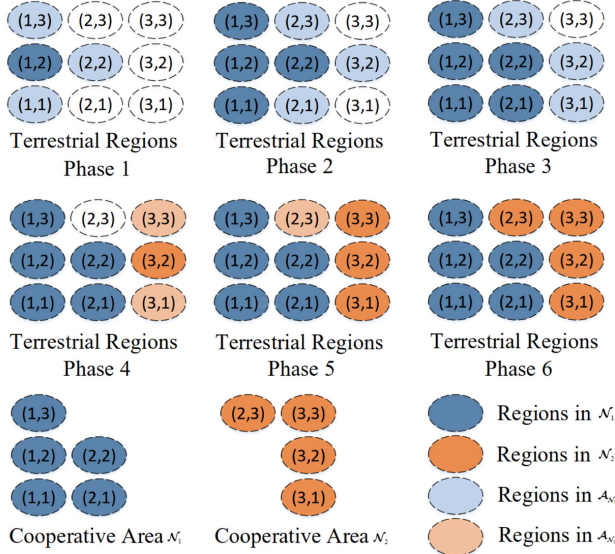 (1,3) (2,3) (3,3) (1,3) (2,3) (3,3) (1,3) (2,3) (3,3)
(1,2) (2,2) (3,2) (1,2) (2,2) (3,2) (1,2) (2,2) (3,2)
(1,1) (2,1) (3,1) (1,1) (2,1) (3,1) (1,1) (2,1) (3,1)
Terrestrial Regions Terrestrial Regions Terrestrial Regions
Phase 1 Phase 2 Phase 3
(1,3) (2,3) (3,3) (1,3) (2,3) (3,3) (1,3) (2,3) (3,3)
(1,2) (2,2) (3,2) (1,2) (2,2) (3,2) (1,2) (2,2) (3,2)
(1,1) (2,1) (3,1) (1,1) (2,1) (3,1) (1,1) (2,1) (3,1)
Terrestrial Regions Terrestrial Regions Terrestrial Regions
Phase 4 Phase 5 Phase 6
(1,3) (2,3) (3,3) Regions in 𝒩₁
(1,2) (2,2) (3,2) Regions in 𝒩₂
(1,1) (2,1) (3,1) Regions in
Cooperative Area 𝒩₁ Cooperative Area 𝒩₂ Regions in